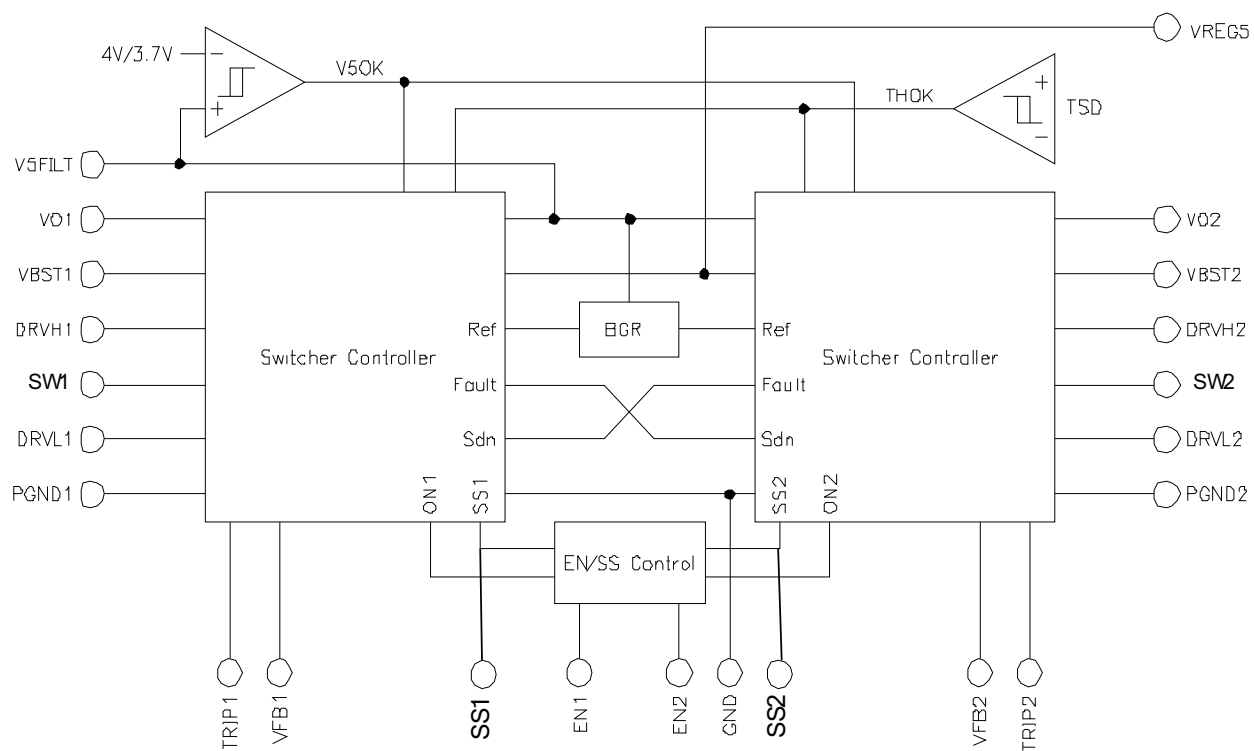 VREG5
4V/3.7V
−
+
V5OK
THOK
+
−
TSD
V5FILT
VO1
VBST1
DRVH1
SW1
DRVL1
PGND1
VO2
VBST2
DRVH2
SW2
DRVL2
PGND2
Switcher Controller
Ref
Fault
Sdn
ON1
SS1
BGR
Ref
Fault
Sdn
SS2
ON2
Switcher Controller
EN/SS Control
TRIP1
VFB1
SS1
EN1
EN2
GND
SS2
VFB2
TRIP2